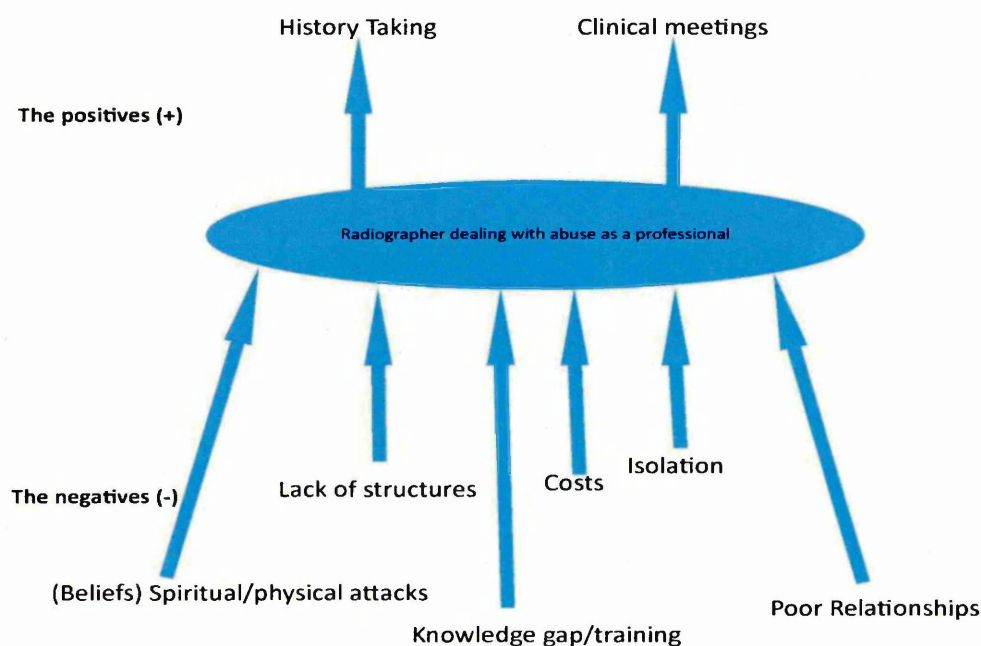 History Taking
Clinical meetings
The positives (+)
Radiographer dealing with abuse as a professional
Isolation
Lack of structures
Costs
The negatives (-)
(Beliefs) Spiritual/physical attacks
Poor Relationships
Knowledge gap/training